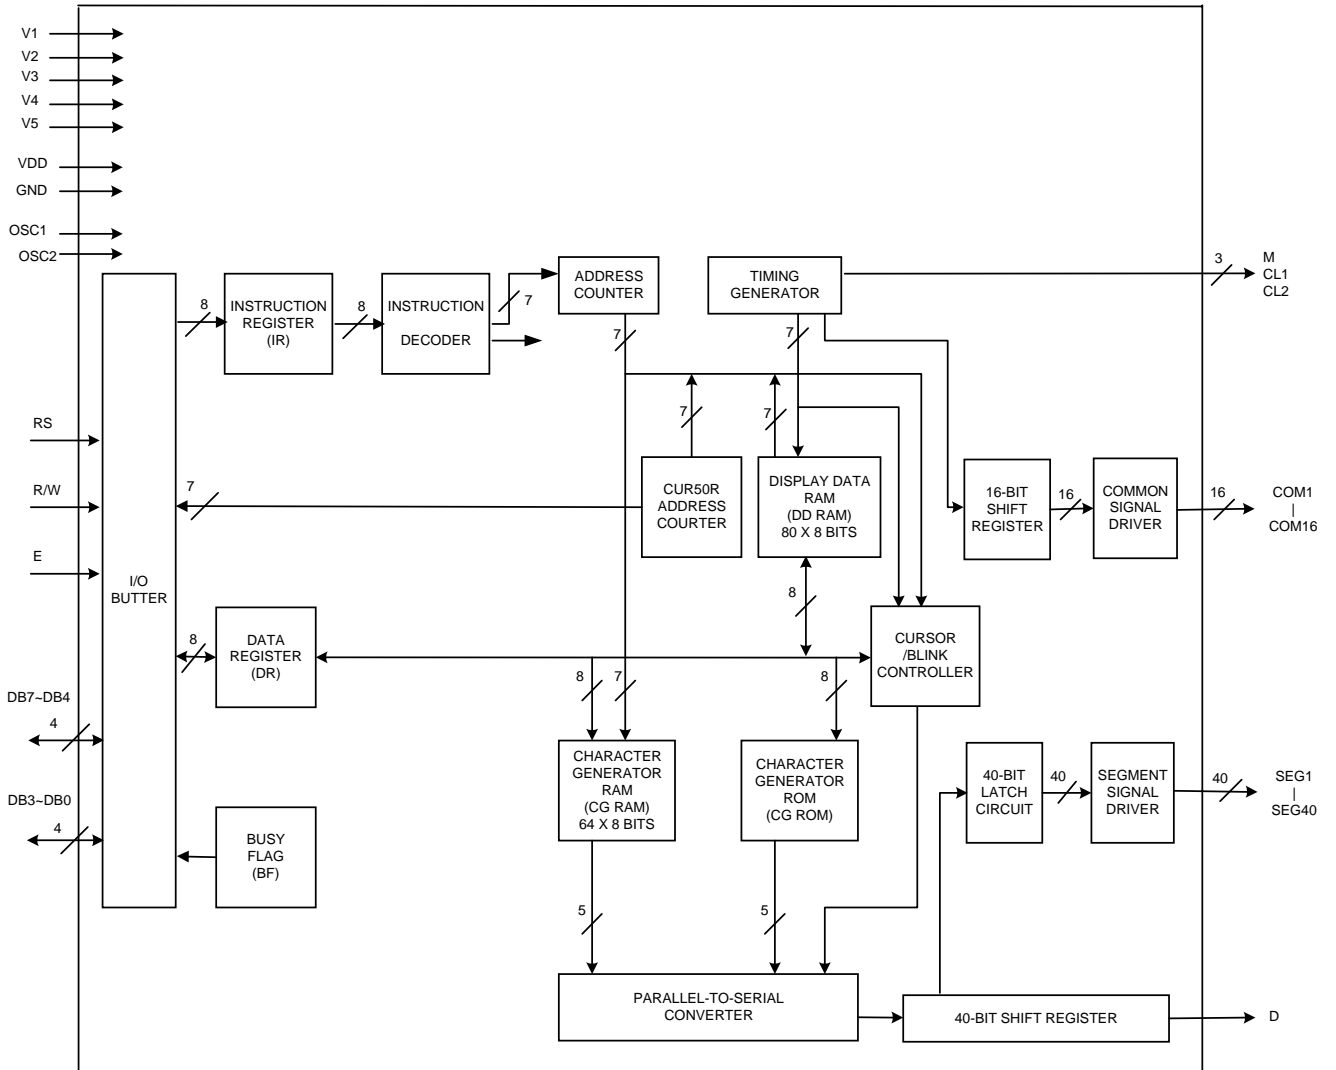 V1
V2
V3
V4
V5
VDD
GND
OSC1
OSC2
8
INSTRUCTION
REGISTER
(IR)
8
INSTRUCTION
DECODER
7
ADDRESS
COUNTER
TIMING
GENERATOR
3
M
CL1
CL2
7
7
RS
R/W
E
I/O
BUTTER
7
7
7
CUR50R
ADDRESS
COURTER
DISPLAY DATA
RAM
(DD RAM)
80 X 8 BITS
16-BIT
SHIFT
REGISTER
16
COMMON
SIGNAL
DRIVER
16
COM1
|
COM16
8
8
DATA
REGISTER
(DR)
CURSOR
/BLINK
CONTROLLER
8
7
8
DB7~DB4
4
DB3~DB0
4
BUSY
FLAG
(BF)
CHARACTER
GENERATOR
RAM
(CG RAM)
64 X 8 BITS
CHARACTER
GENERATOR
ROM
(CG ROM)
40-BIT
LATCH
CIRCUIT
40
SEGMENT
SIGNAL
DRIVER
40
SEG1
|
SEG40
5
5
PARALLEL-TO-SERIAL
CONVERTER
40-BIT SHIFT REGISTER
D